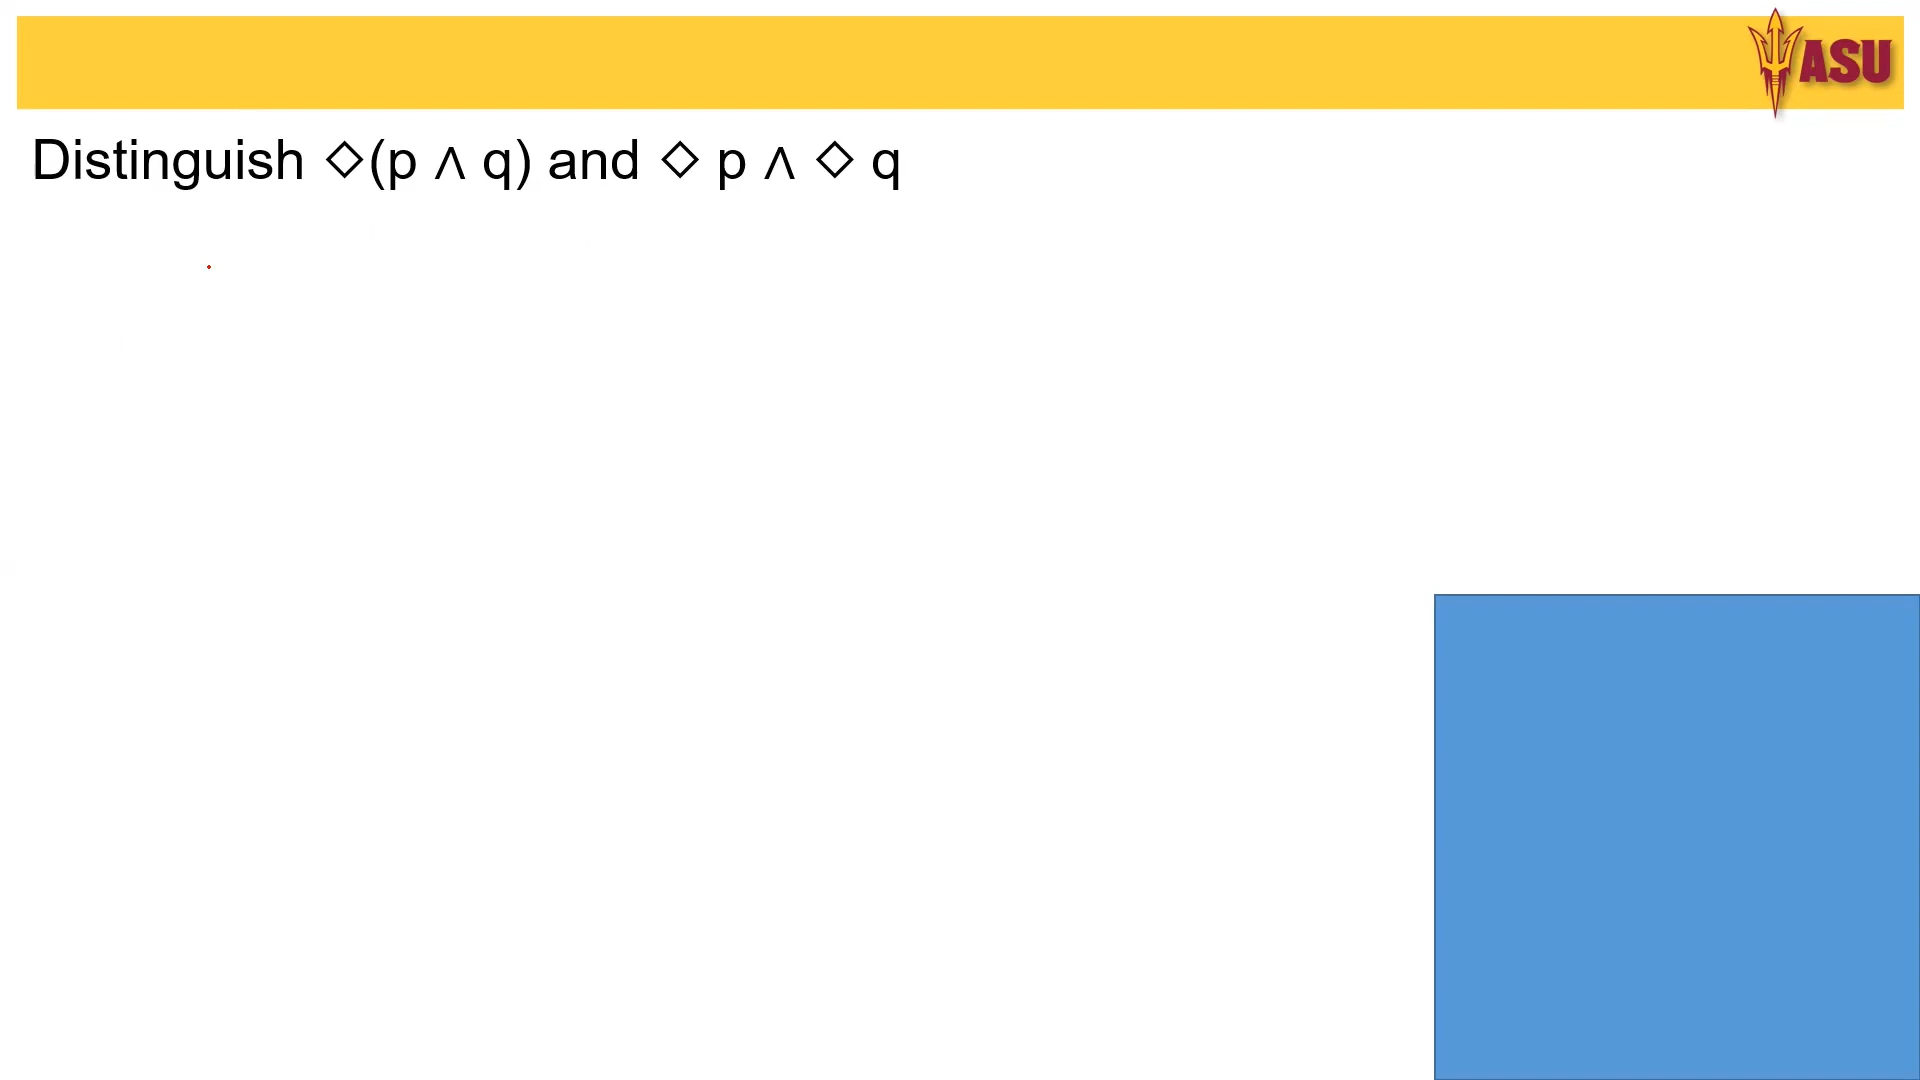 ASU
Distinguish ◇(p ∧ q) and ◇ p ∧ ◇ q